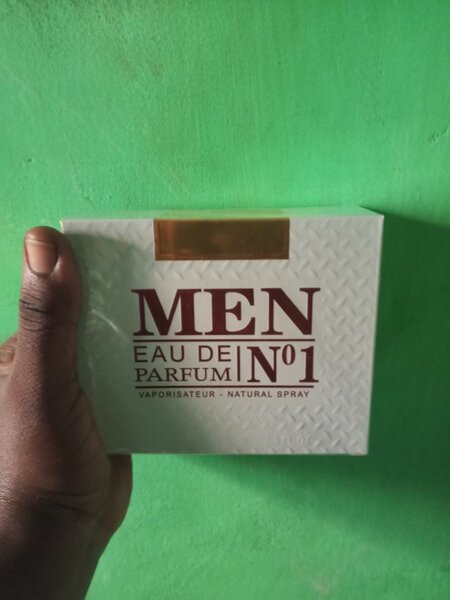 MEN
EAU DE
PARFUM
Nº1
VAPORISATEUR - NATURAL SPRAY